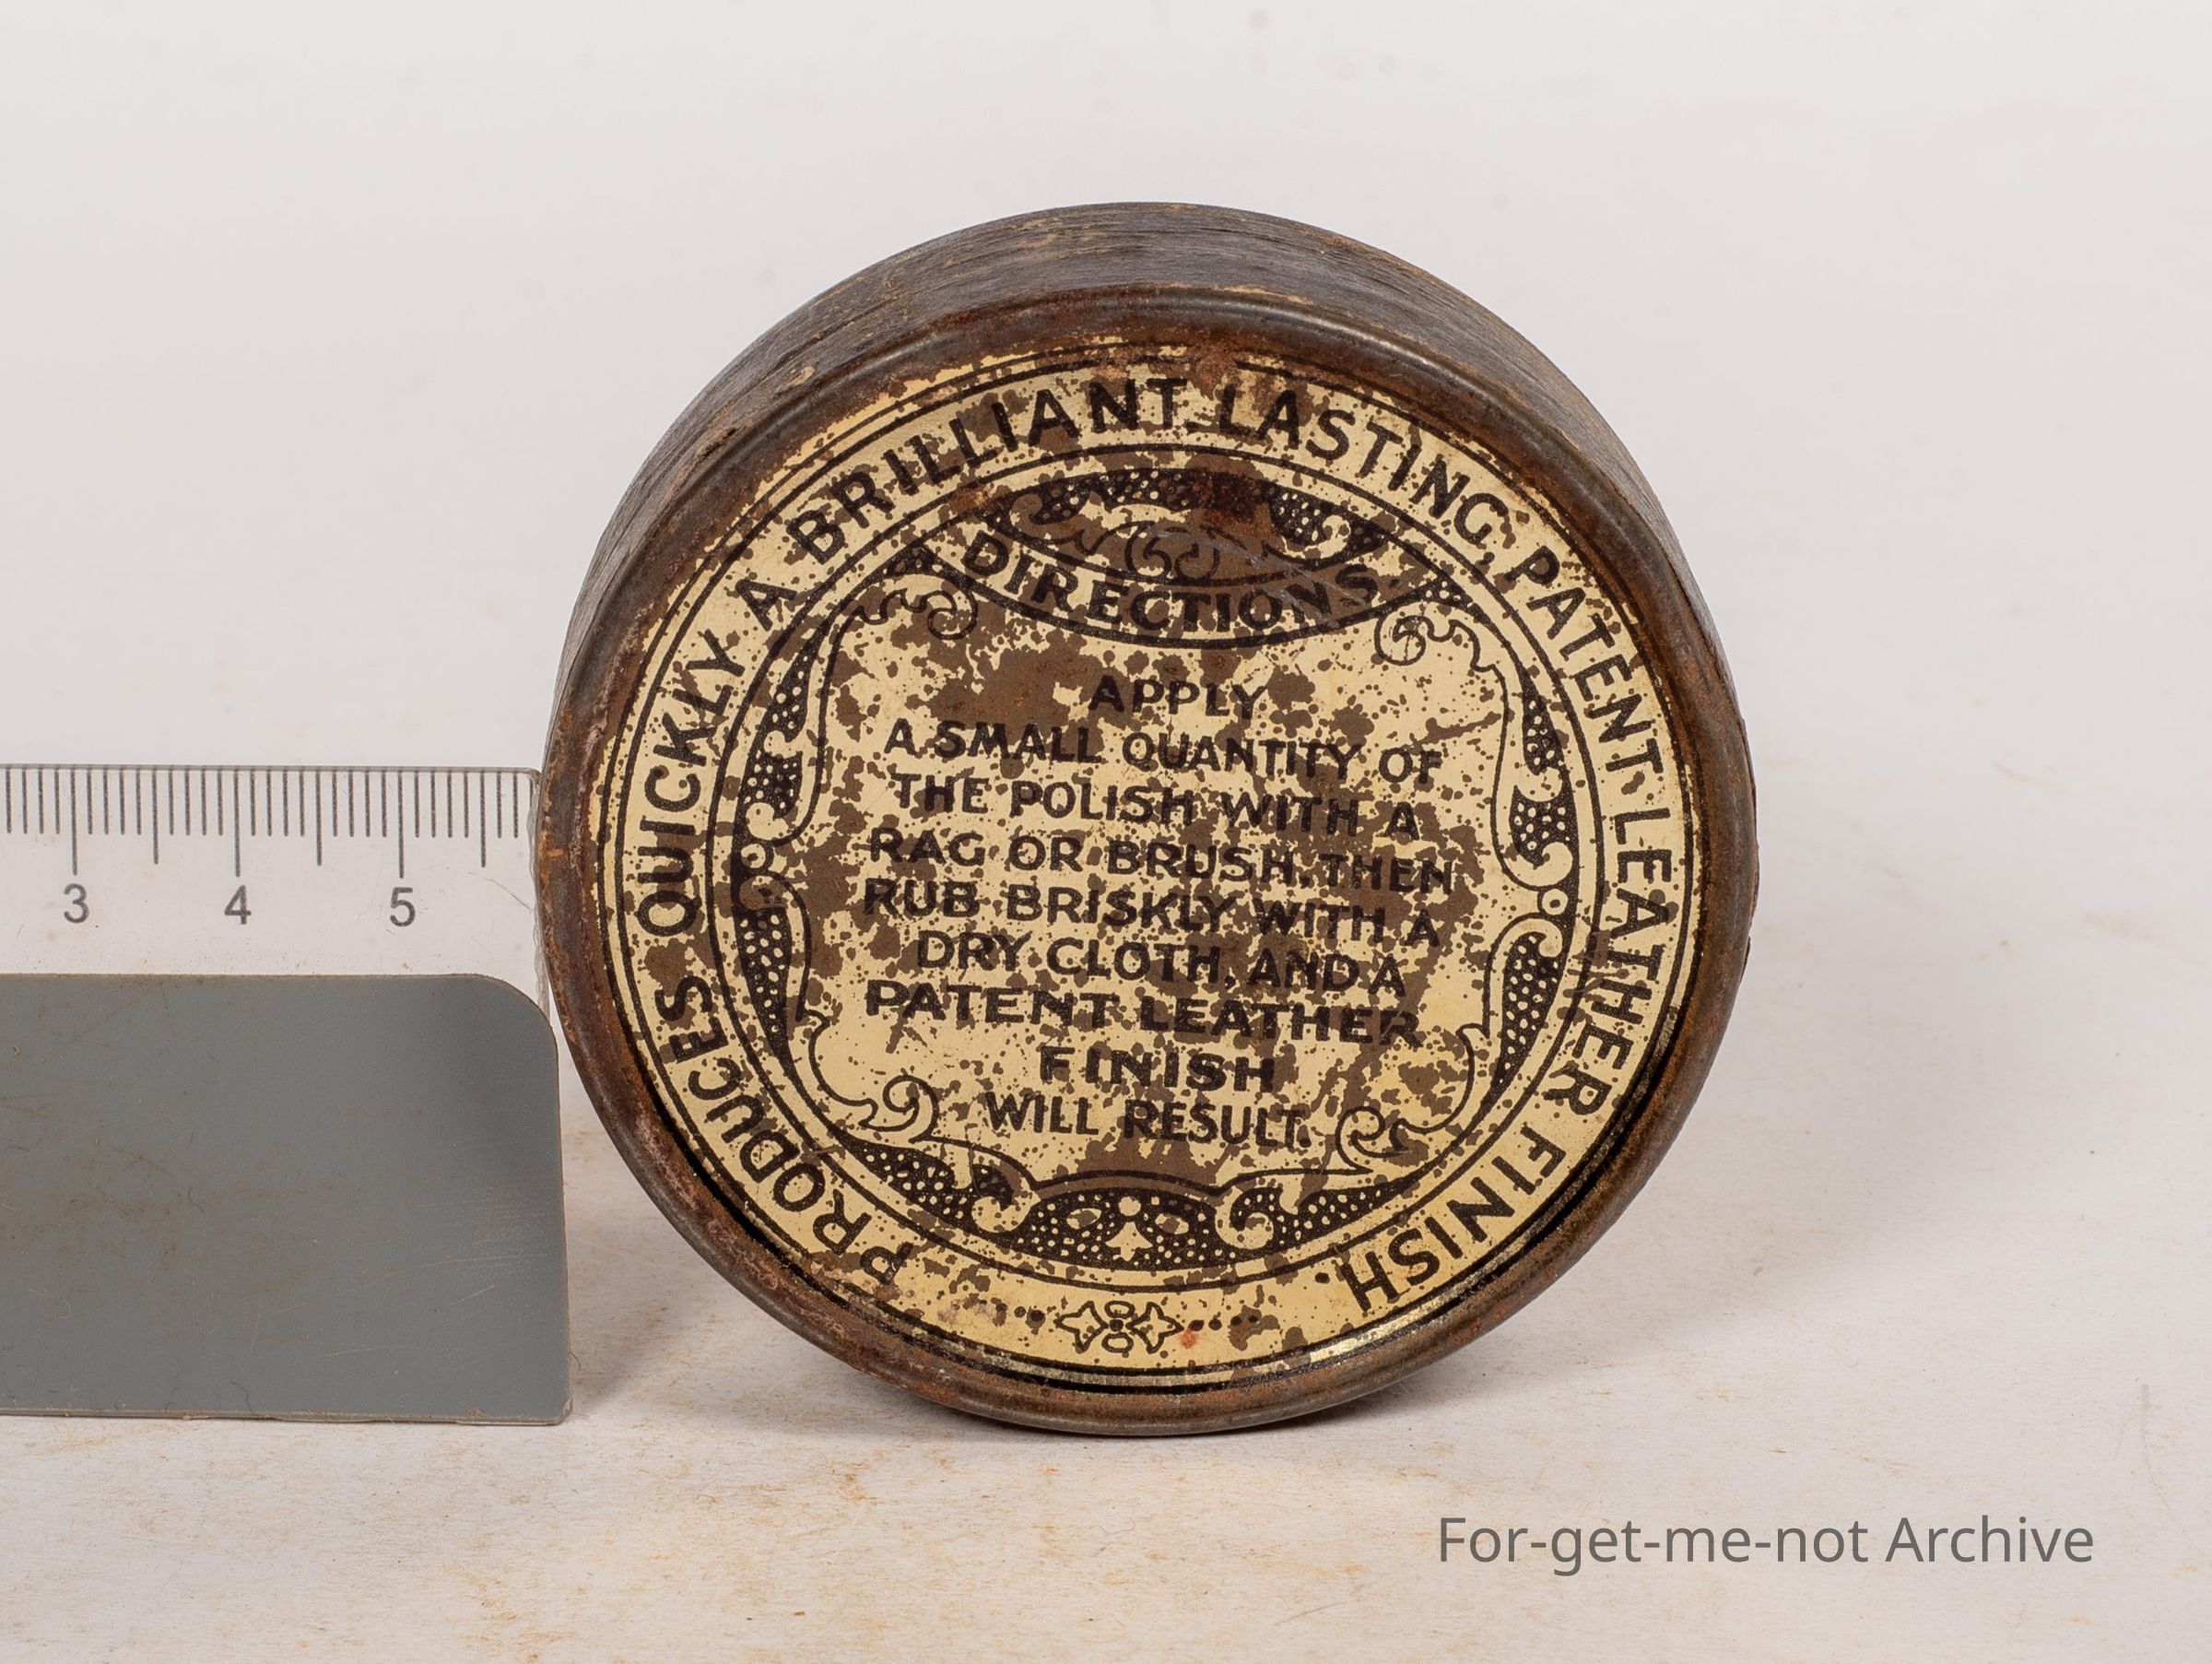 PRODUCES QUICKLY A BRILLIANT, LASTING, PATENT LEATHER FINISH.
DIRECTIONS.
APPLY
A SMALL QUANTITY OF
THE POLISH WITH A
RAG OR BRUSH, THEN
RUB BRISKLY WITH A
DRY CLOTH, AND A
PATENT LEATHER
FINISH
WILL RESULT.
3 4 5
For-get-me-not Archive